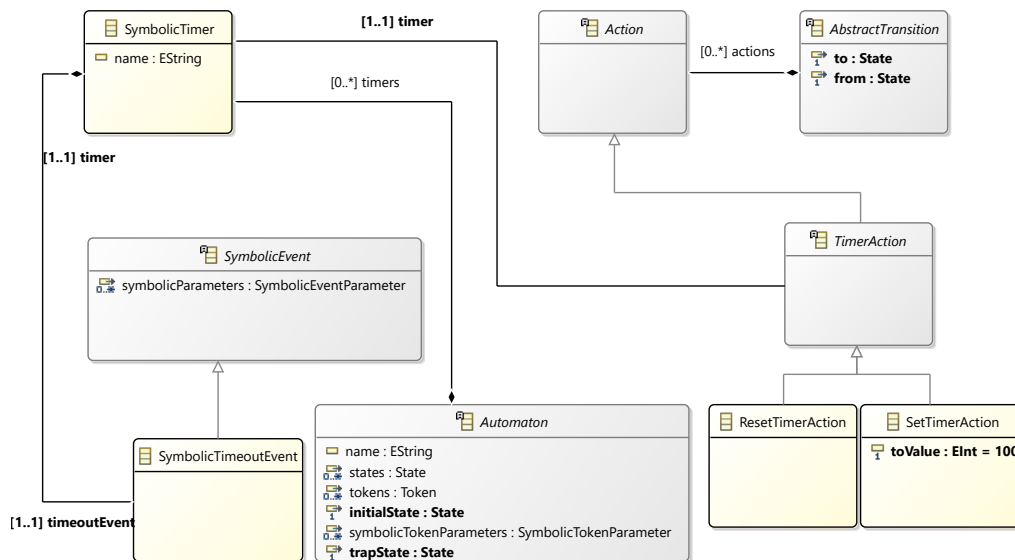 SymbolicTimer
name : EString
[1..1] timer
[0..*] timers
[1..1] timer
Action
[0..*] actions
AbstractTransition
to : State
from : State
TimerAction
SymbolicEvent
symbolicParameters : SymbolicEventParameter
SymbolicTimeoutEvent
[1..1] timeoutEvent
Automaton
name : EString
states : State
tokens : Token
initialState : State
symbolicTokenParameters : SymbolicTokenParameter
trapState : State
ResetTimerAction
SetTimerAction
toValue : EInt = 100